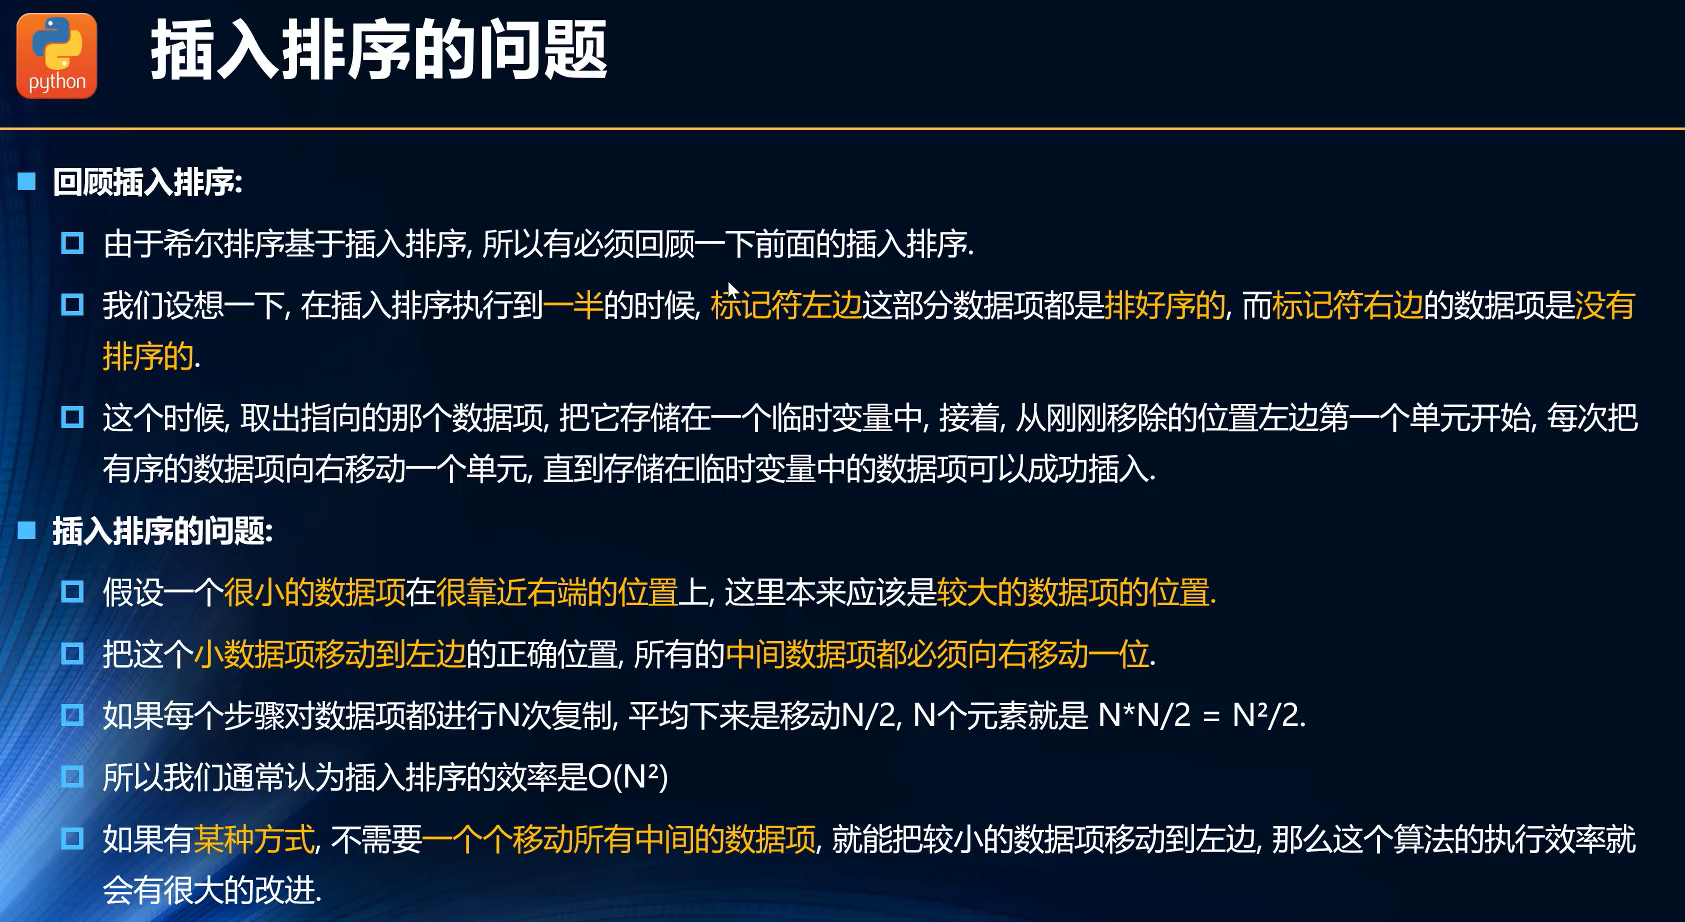 python
插入排序的问题
回顾插入排序:
由于希尔排序基于插入排序, 所以有必须回顾一下前面的插入排序.
我们设想一下, 在插入排序执行到一半的时候, 标记符左边这部分数据项都是排好序的, 而标记符右边的数据项是没有
排序的.
这个时候, 取出指向的那个数据项, 把它存储在一个临时变量中, 接着, 从刚刚移除的位置左边第一个单元开始, 每次把
有序的数据项向右移动一个单元, 直到存储在临时变量中的数据项可以成功插入.
插入排序的问题:
假设一个很小的数据项在很靠近右端的位置上, 这里本来应该是较大的数据项的位置.
把这个小数据项移动到左边的正确位置, 所有的中间数据项都必须向右移动一位.
如果每个步骤对数据项都进行N次复制, 平均下来是移动N/2, N个元素就是 N*N/2 = N²/2.
所以我们通常认为插入排序的效率是O(N²)
如果有某种方式, 不需要一个个移动所有中间的数据项, 就能把较小的数据项移动到左边, 那么这个算法的执行效率就
会有很大的改进.